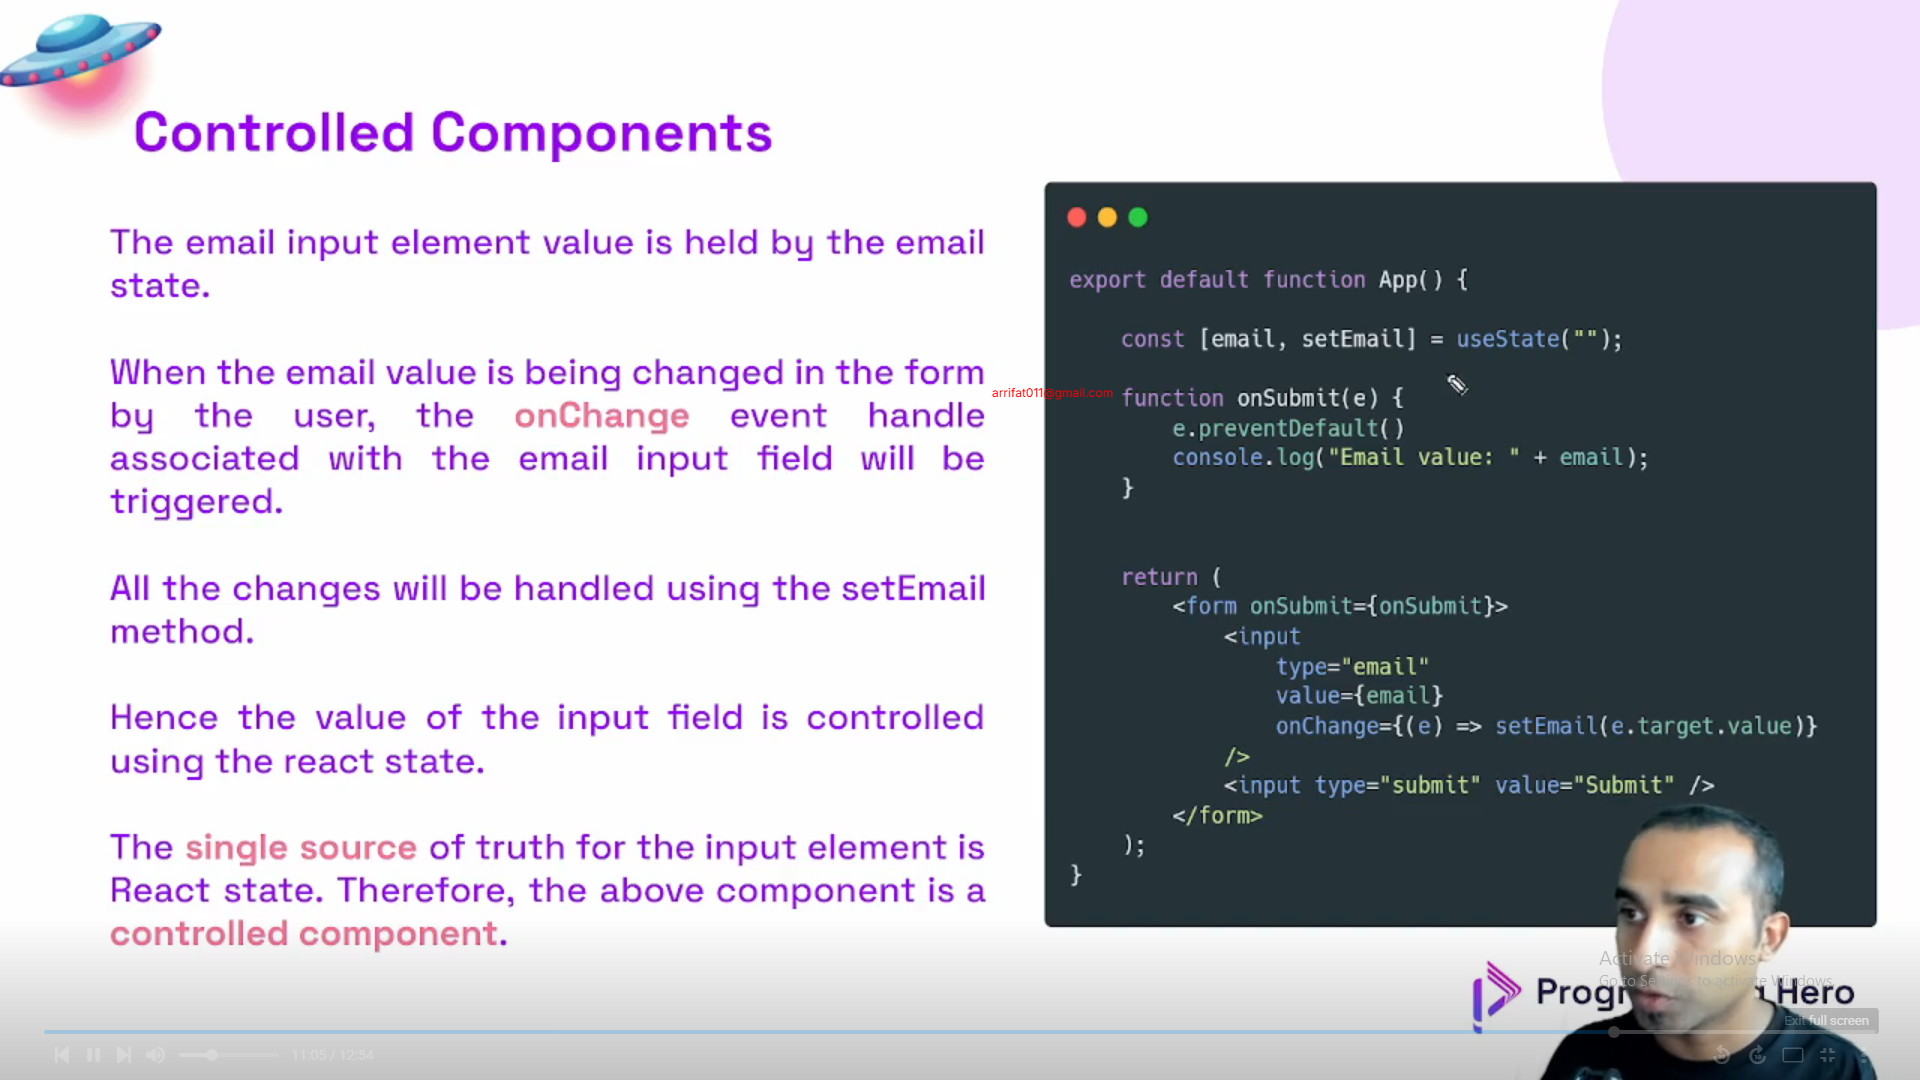 Controlled Components
The email input element value is held by the email
state.
When the email value is being changed in the form
by the user, the onChange event handle
associated with the email input field will be
triggered.
All the changes will be handled using the setEmail
method.
Hence the value of the input field is controlled
using the react state.
The single source of truth for the input element is
React state. Therefore, the above component is a
controlled component.
arrifat011@gmail.com
export default function App() {
const [email, setEmail] = useState("");
function onSubmit(e) {
e.preventDefault()
console.log("Email value: " + email);
}
return (
<form onSubmit={onSubmit}>
<input
type="email"
value={email}
onChange={(e) => setEmail(e.target.value)}
/>
<input type="submit" value="Submit" />
</form>
);
}
Activate Windows
Go to Settings to activate Windows.
Hero
Exit full screen
11:05 / 12:54